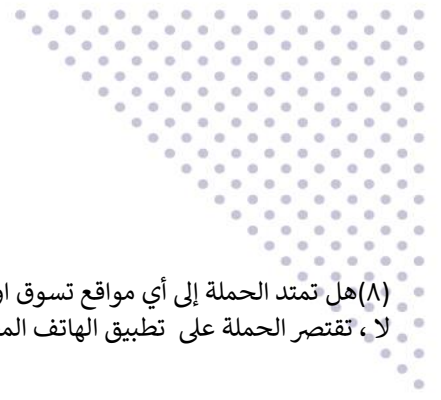 (٨)هل تمتد الحملة إلى أي مواقع تسوق
لا ، تقتصر الحملة على تطبيق الهاتف